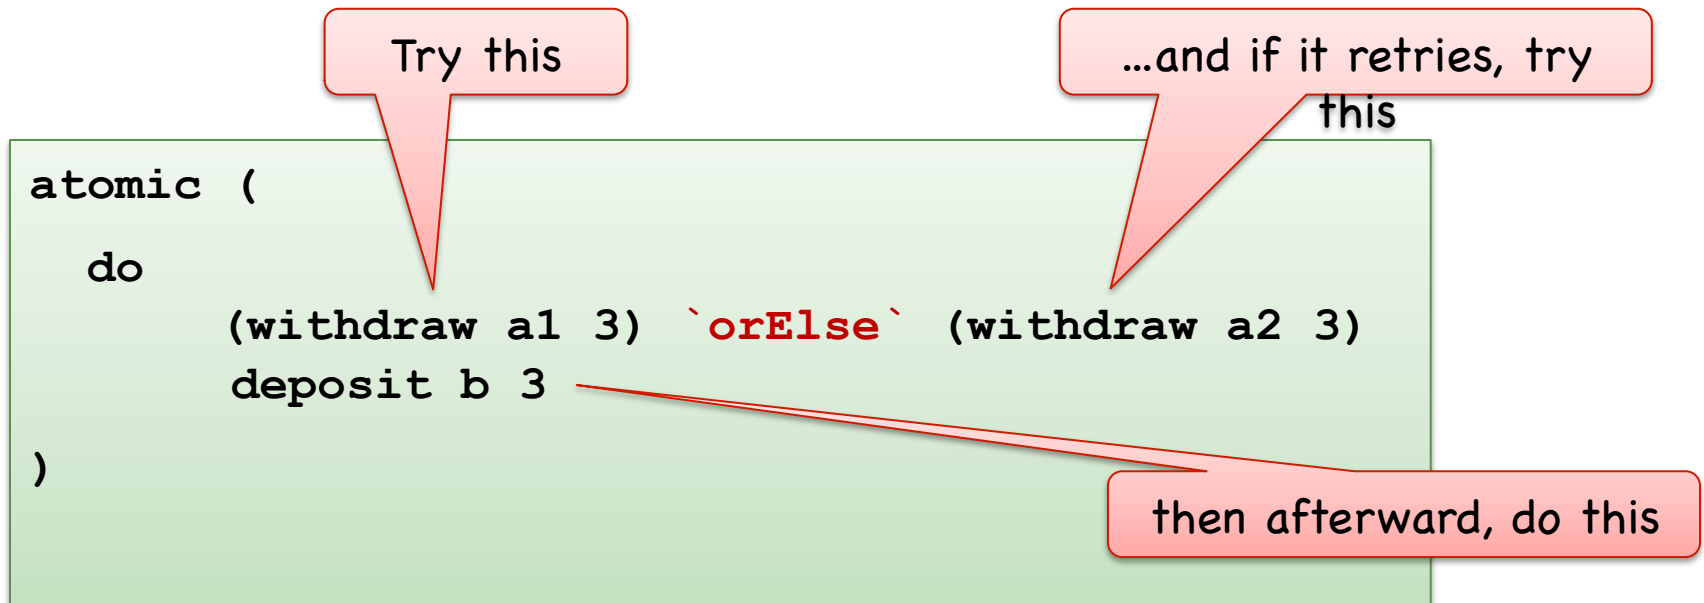 Try this
...and if it retries, try
this
atomic (
do
(withdraw a1 3) `orElse` (withdraw a2 3)
deposit b 3
)
then afterward, do this